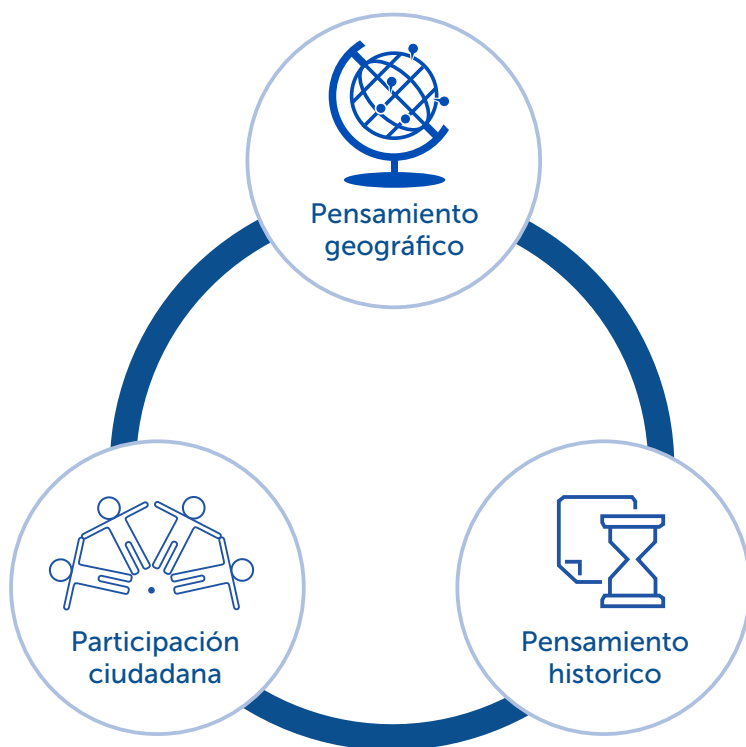 Pensamiento
geográfico
Participación
ciudadana
Pensamiento
historico